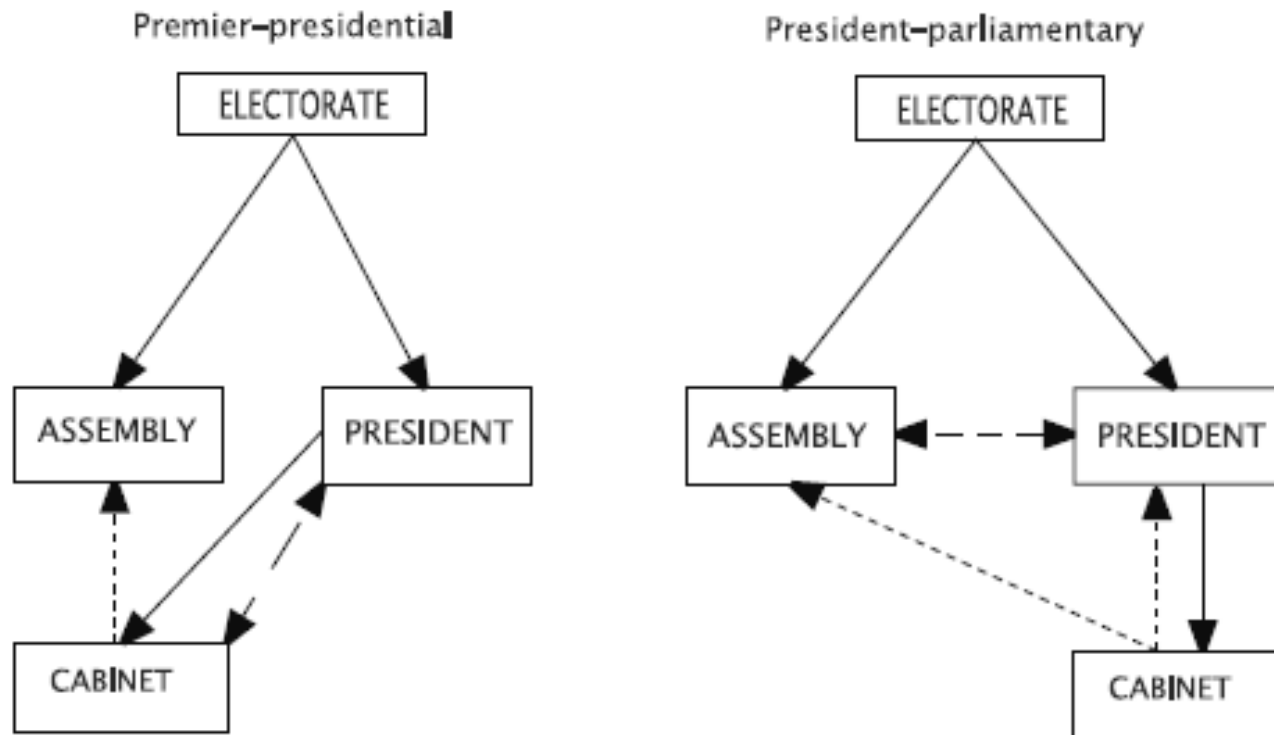 Premier–presidential
ELECTORATE
ASSEMBLY
PRESIDENT
CABINET
President–parliamentary
ELECTORATE
ASSEMBLY
PRESIDENT
CABINET